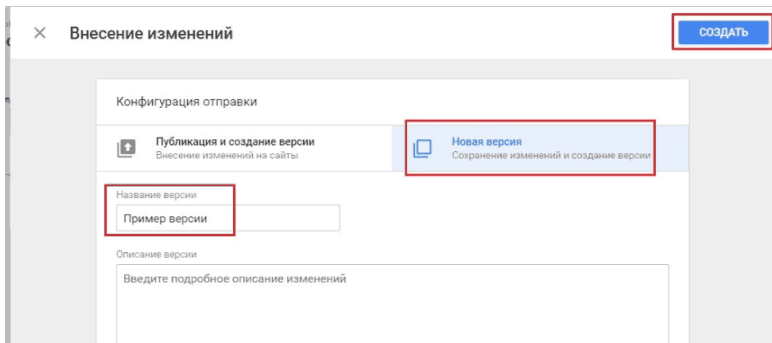 Внесение изменений
СОЗДАТЬ
Конфигурация отправки
Публикация и создание версии
Внесение изменений на сайты
Новая версия
Сохранение изменений и создание версии
Название версии
Пример версии
Описание версии
Введите подробное описание изменений